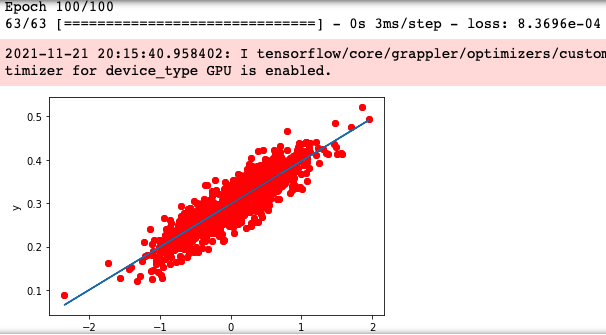 Epoch 100/100
63/63 [==============================] - 0s 3ms/step - loss: 8.3696e-04
2021-11-21 20:15:40.958402: I tensorflow/core/grappler/optimizers/custom
timizer for device_type GPU is enabled.
0.5
0.4
0.3
y
0.2
0.1
−2 −1 0 1 2